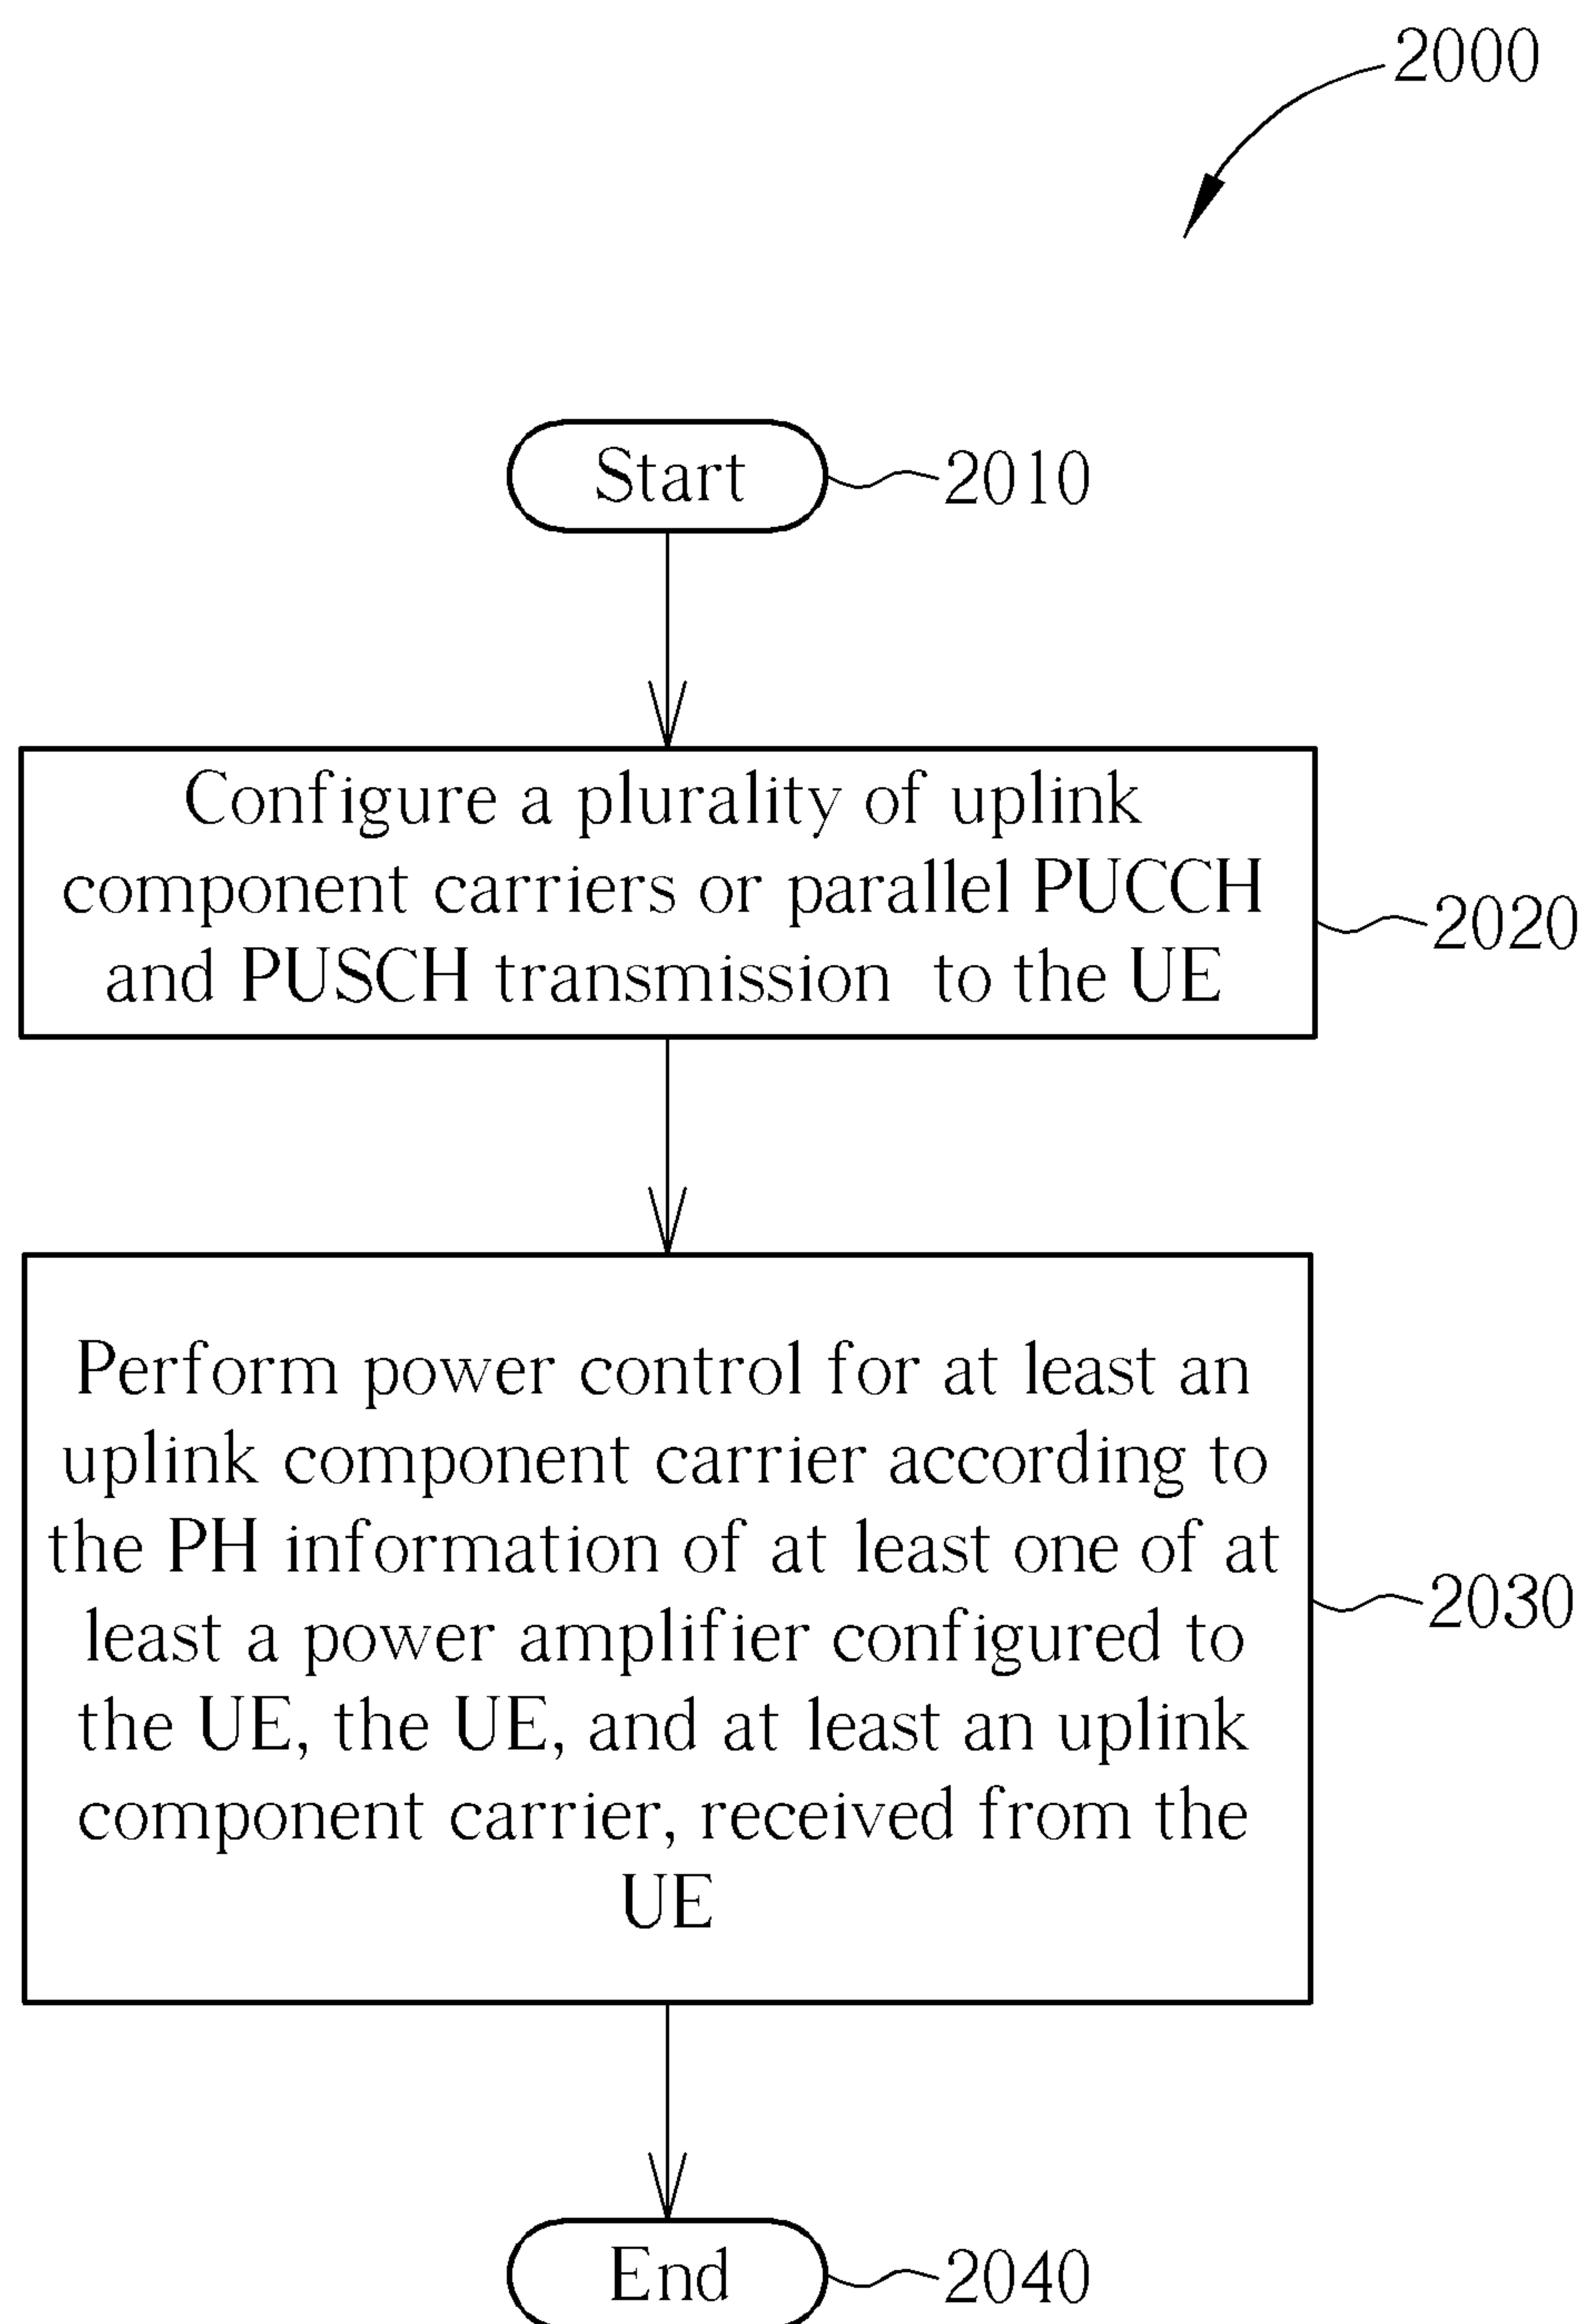 2000
Start
2010
Configure a plurality of uplink
component carriers or parallel PUCCH
and PUSCH transmission to the UE
2020
Perform power control for at least an
uplink component carrier according to
the PH information of at least one of at
least a power amplifier configured to
the UE, the UE, and at least an uplink
component carrier, received from the
UE
2030
End
2040